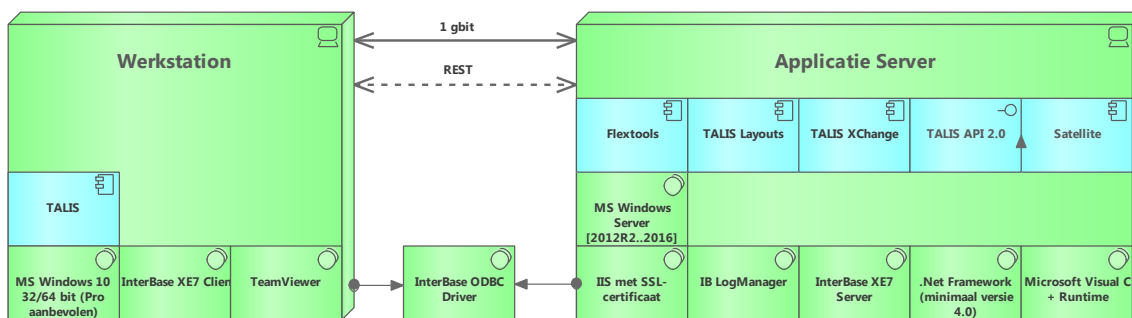 1 gbit
Werkstation
Applicatie Server
REST
Flextools
TALIS Layouts
TALIS XChange
TALIS API 2.0
Satellite
TALIS
MS Windows
Server
[2012R2..2016]
MS Windows 10
32/64 bit (Pro
aanbevolen)
InterBase XE7 Clien
TeamViewer
InterBase ODBC
Driver
IIS met SSL-
certificaat
IB LogManager
InterBase XE7
Server
.Net Framework
(minimaal versie
4.0)
Microsoft Visual C
+ Runtime